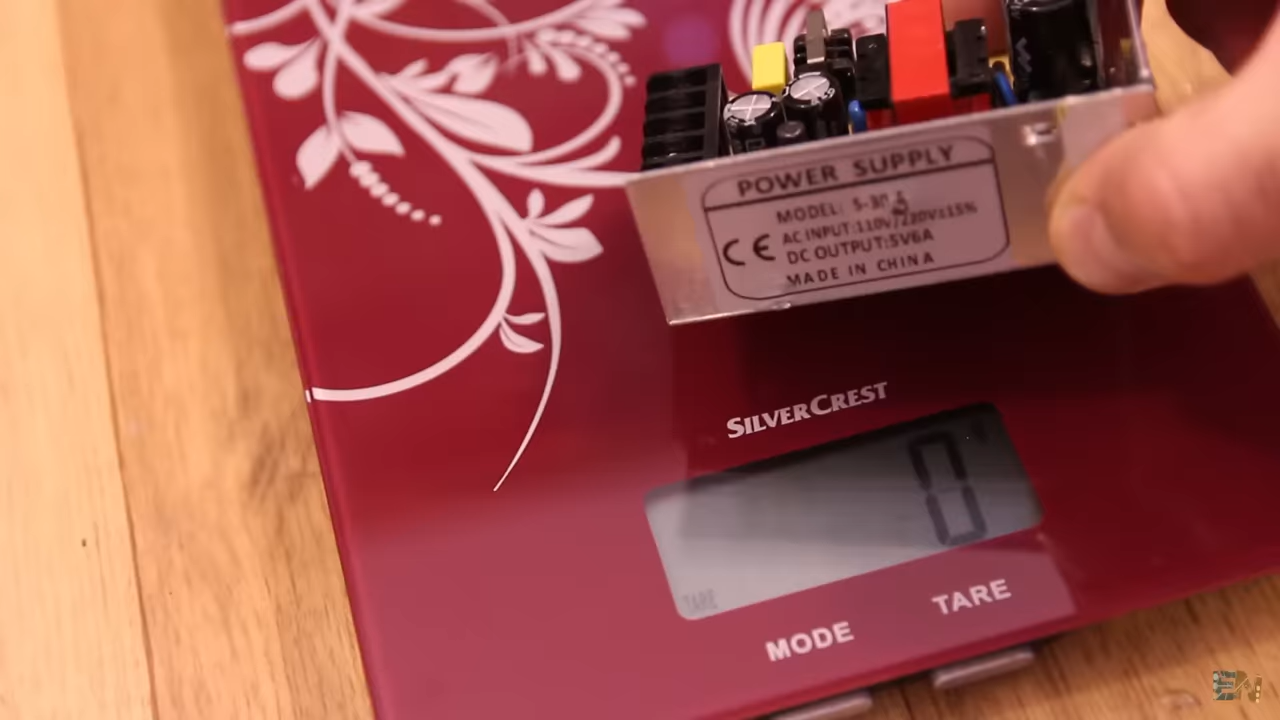 POWER SUPPLY
MODEL: S-30
AC INPUT:110V/220V±15%
CE
DC OUTPUT:5V6A
MADE IN CHINA
SILVERCREST
0
TARE
MODE
TARE